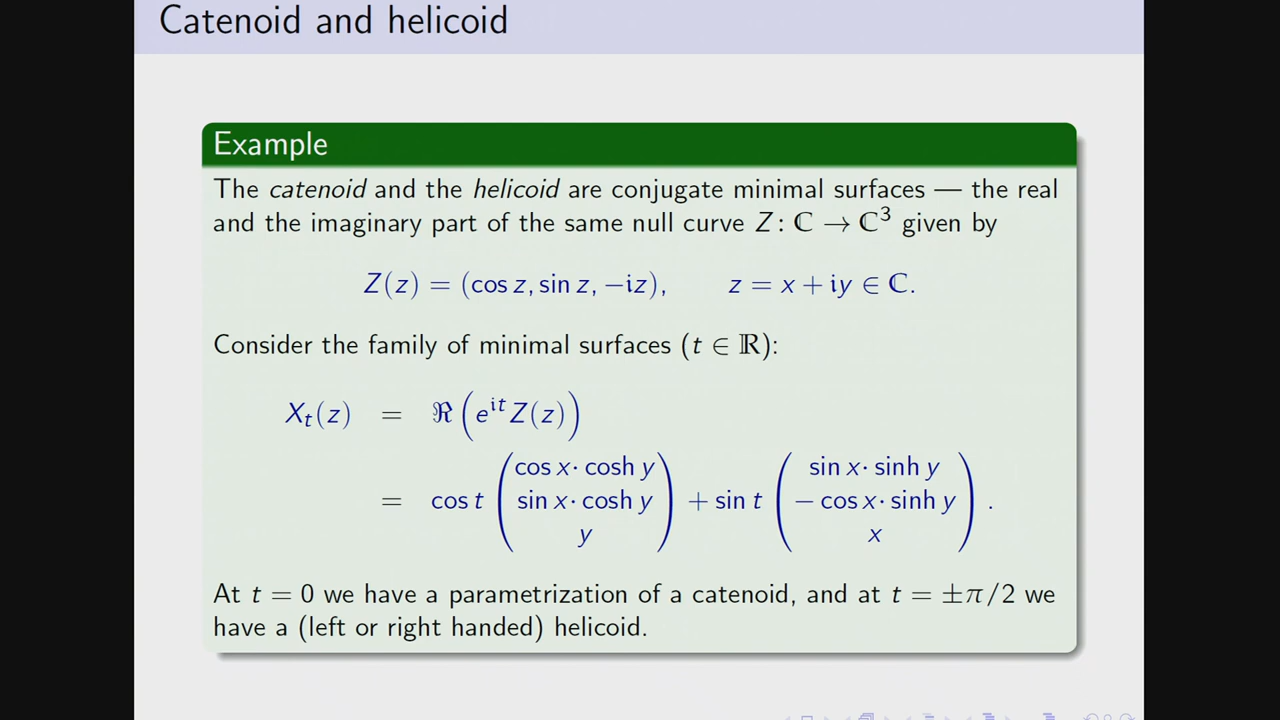 Catenoid and helicoid
Example
The catenoid and the helicoid are conjugate minimal surfaces — the real
and the imaginary part of the same null curve Z: ℂ → ℂ³ given by
Z(z) = (cos z, sin z, −iz),  z = x + iy ∈ ℂ.
Consider the family of minimal surfaces (t ∈ ℝ):
X_t(z) = ℜ(e^{it} Z(z))
= cos t (cos x · cosh y, sin x · cosh y, y) + sin t (sin x · sinh y, − cos x · sinh y, x).
At t = 0 we have a parametrization of a catenoid, and at t = ±π/2 we
have a (left or right handed) helicoid.